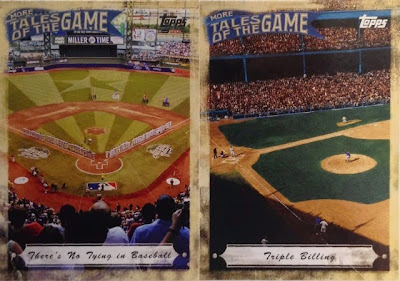 MORE
TALES
OF THE GAME
Topps
MILLER TIME
There's No Tying in Baseball
MORE
TALES
OF THE GAME
Topps
Triple Billing